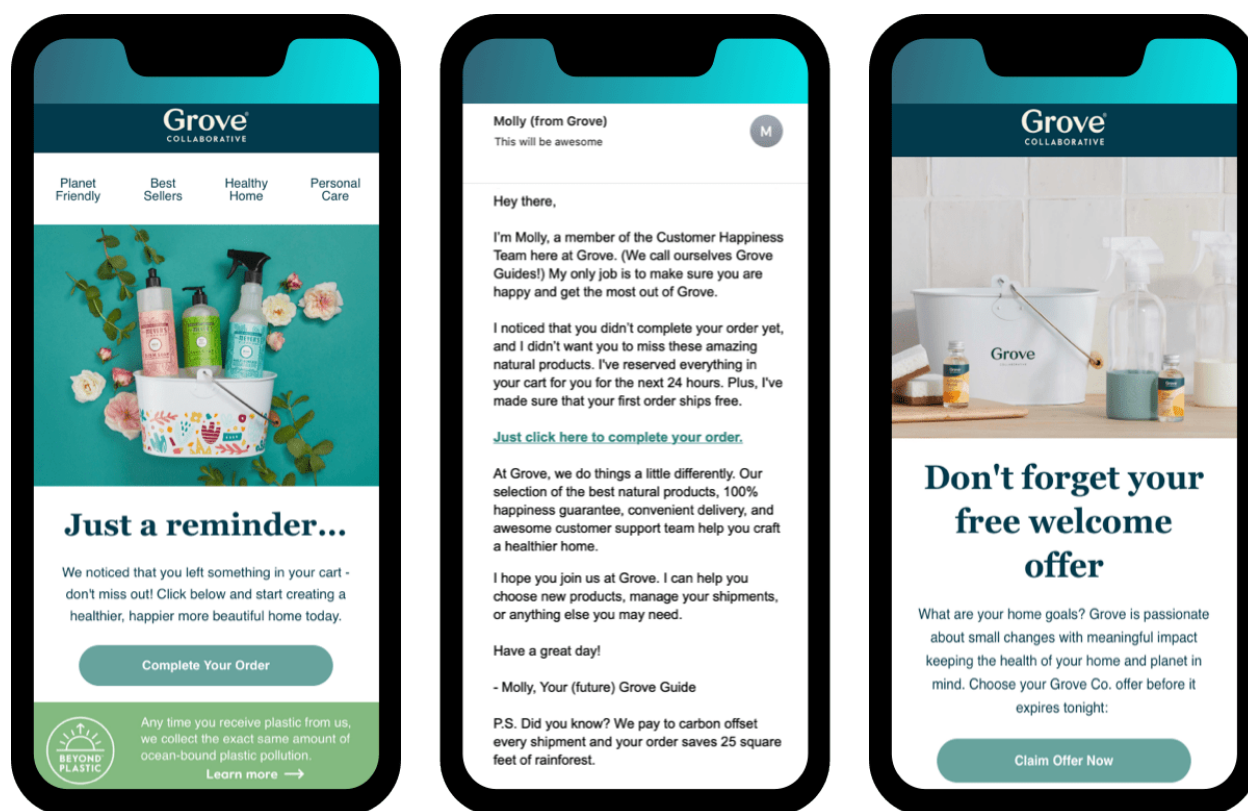 Grove
COLLABORATIVE
Planet
Friendly
Best
Sellers
Healthy
Home
Personal
Care
Just a reminder...
We noticed that you left something in your cart -
don't miss out! Click below and start creating a
healthier, happier more beautiful home today.
Complete Your Order
BEYOND
PLASTIC
Any time you receive plastic from us,
we collect the exact same amount of
ocean-bound plastic pollution.
Learn more →
Molly (from Grove)
This will be awesome
M
Hey there,
I'm Molly, a member of the Customer Happiness
Team here at Grove. (We call ourselves Grove
Guides!) My only job is to make sure you are
happy and get the most out of Grove.
I noticed that you didn't complete your order yet,
and I didn't want you to miss these amazing
natural products. I've reserved everything in
your cart for you for the next 24 hours. Plus, I've
made sure that your first order ships free.
Just click here to complete your order.
At Grove, we do things a little differently. Our
selection of the best natural products, 100%
happiness guarantee, convenient delivery, and
awesome customer support team help you craft
a healthier home.
I hope you join us at Grove. I can help you
choose new products, manage your shipments,
or anything else you may need.
Have a great day!
- Molly, Your (future) Grove Guide
P.S. Did you know? We pay to carbon offset
every shipment and your order saves 25 square
feet of rainforest.
Grove
COLLABORATIVE
Grove
Grove
Grove
Don't forget your
free welcome
offer
What are your home goals? Grove is passionate
about small changes with meaningful impact
keeping the health of your home and planet in
mind. Choose your Grove Co. offer before it
expires tonight:
Claim Offer Now